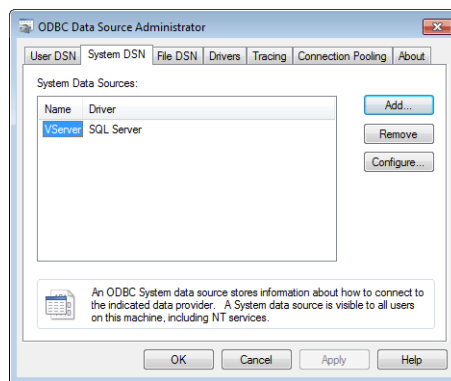 ODBC Data Source Administrator
User DSN System DSN File DSN Drivers Tracing Connection Pooling About
System Data Sources:
Name Driver
VServer SQL Server
Add...
Remove
Configure...
An ODBC System data source stores information about how to connect to
the indicated data provider. A System data source is visible to all users
on this machine, including NT services.
OK Cancel Apply Help